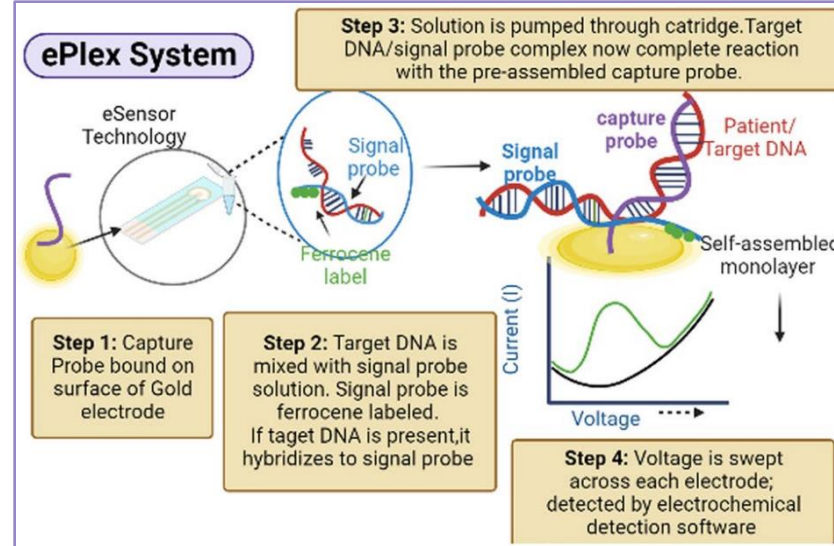 ePlex System
Step 3: Solution is pumped through catridge.Target
DNA/signal probe complex now complete reaction
with the pre-assembled capture probe.
eSensor
Technology
Signal
probe
Ferrocene
label
Signal
probe
capture
probe
Patient/
Target DNA
Self-assembled
monolayer
Step 1: Capture
Probe bound on
surface of Gold
electrode
Step 2: Target DNA is
mixed with signal probe
solution. Signal probe is
ferrocene labeled.
If taget DNA is present,it
hybridizes to signal probe
Current (I)
Voltage
Step 4: Voltage is swept
across each electrode;
detected by electrochemical
detection software